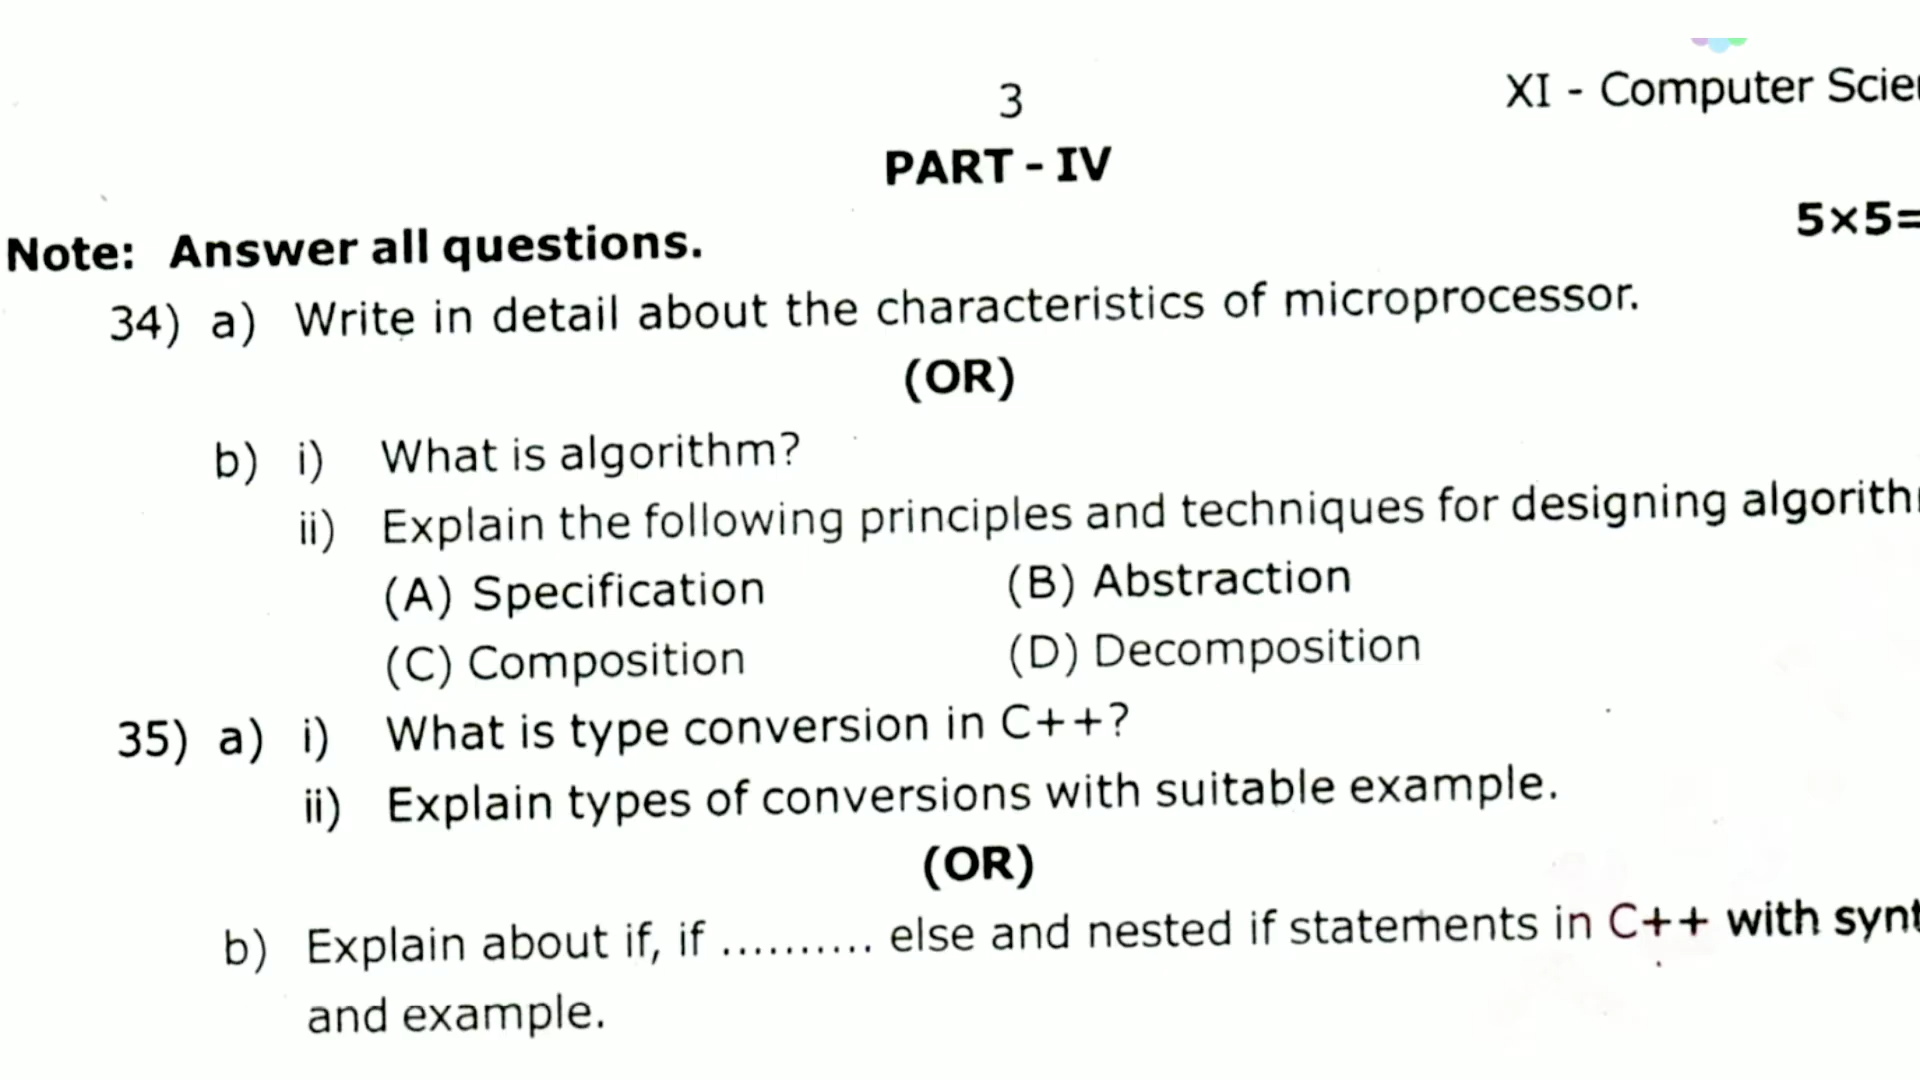 3
XI - Computer Scie
PART - IV
5×5=
Note: Answer all questions.
34) a) Write in detail about the characteristics of microprocessor.
(OR)
b) i) What is algorithm?
ii) Explain the following principles and techniques for designing algorith
(A) Specification (B) Abstraction
(C) Composition (D) Decomposition
35) a) i) What is type conversion in C++?
ii) Explain types of conversions with suitable example.
(OR)
b) Explain about if, if .......... else and nested if statements in C++ with synt
and example.